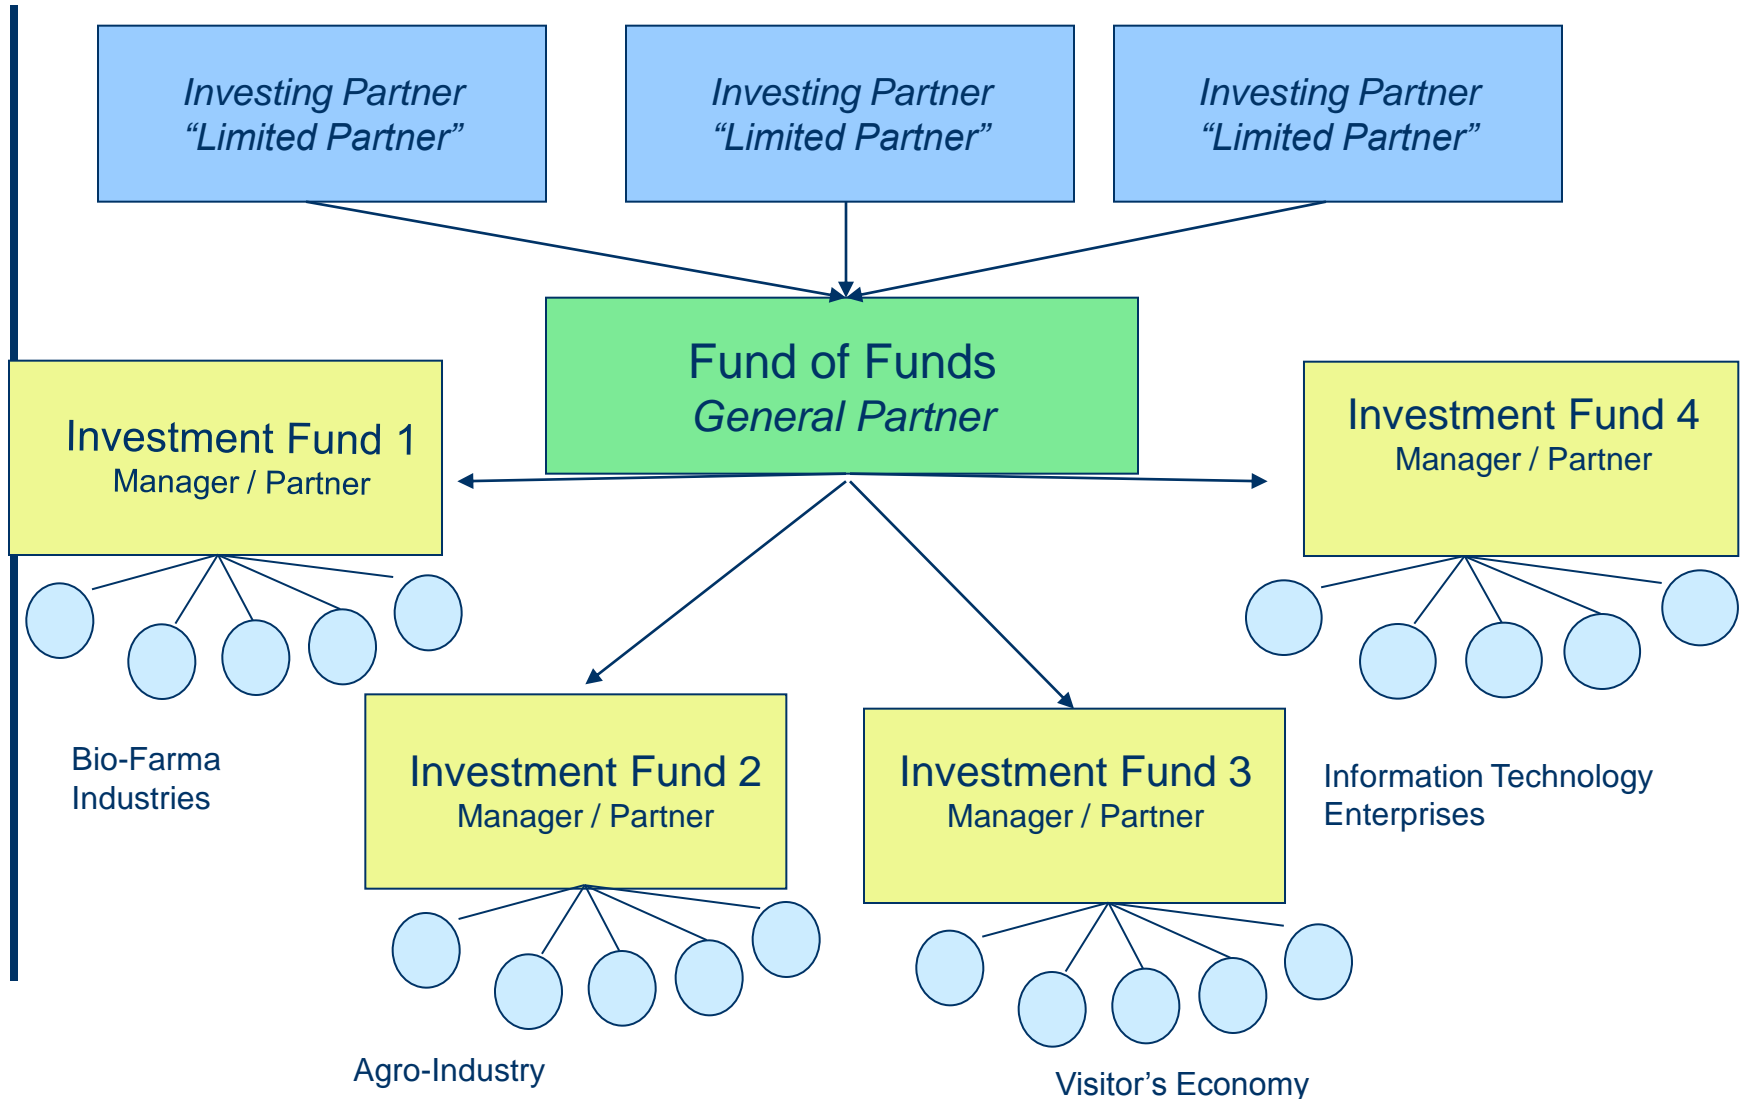 Investing Partner
“Limited Partner”
Investing Partner
“Limited Partner”
Investing Partner
“Limited Partner”
Fund of Funds
General Partner
Investment Fund 1
Manager / Partner
Investment Fund 4
Manager / Partner
Bio-Farma
Industries
Investment Fund 2
Manager / Partner
Investment Fund 3
Manager / Partner
Information Technology
Enterprises
Agro-Industry
Visitor’s Economy